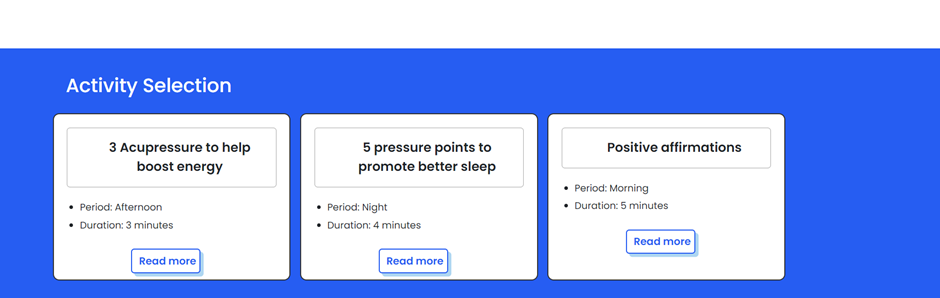 Activity Selection
3 Acupressure to help
boost energy
Period: Afternoon
Duration: 3 minutes
Read more
5 pressure points to
promote better sleep
Period: Night
Duration: 4 minutes
Read more
Positive affirmations
Period: Morning
Duration: 5 minutes
Read more